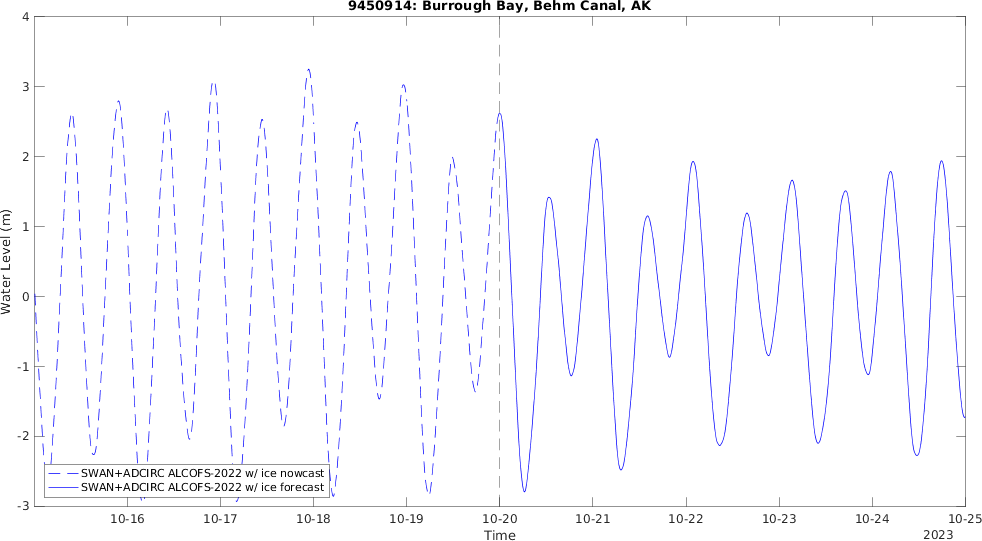 9450914: Burrough Bay, Behm Canal, AK
Water Level (m)
4
3
2
1
0
-1
-2
-3
SWAN+ADCIRC ALCOFS-2022 w/ ice nowcast
SWAN+ADCIRC ALCOFS-2022 w/ ice forecast
10-16 10-17 10-18 10-19 10-20 10-21 10-22 10-23 10-24 10-25
Time
2023